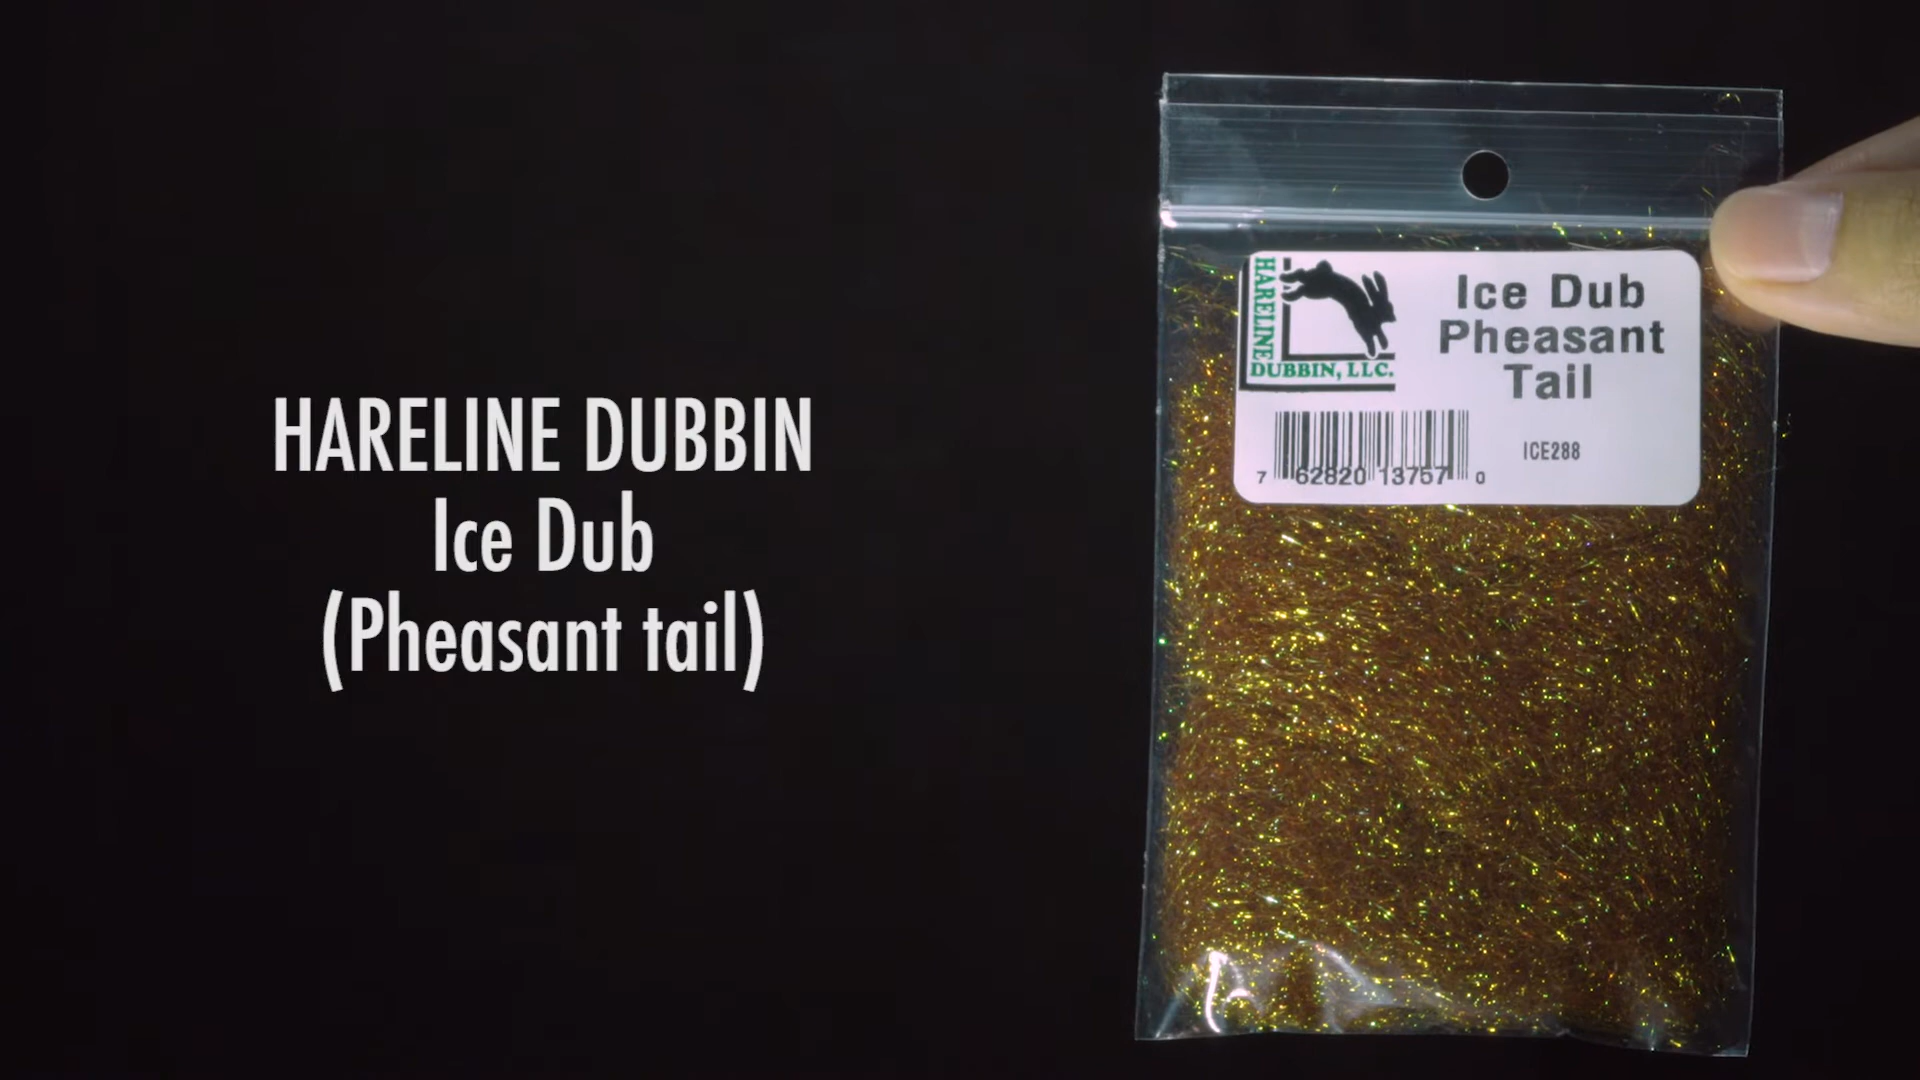 HARELINE DUBBIN
Ice Dub
(Pheasant tail)
HARELINE
DUBBIN, LLC.
Ice Dub
Pheasant
Tail
ICE288
7 62820 13757 0